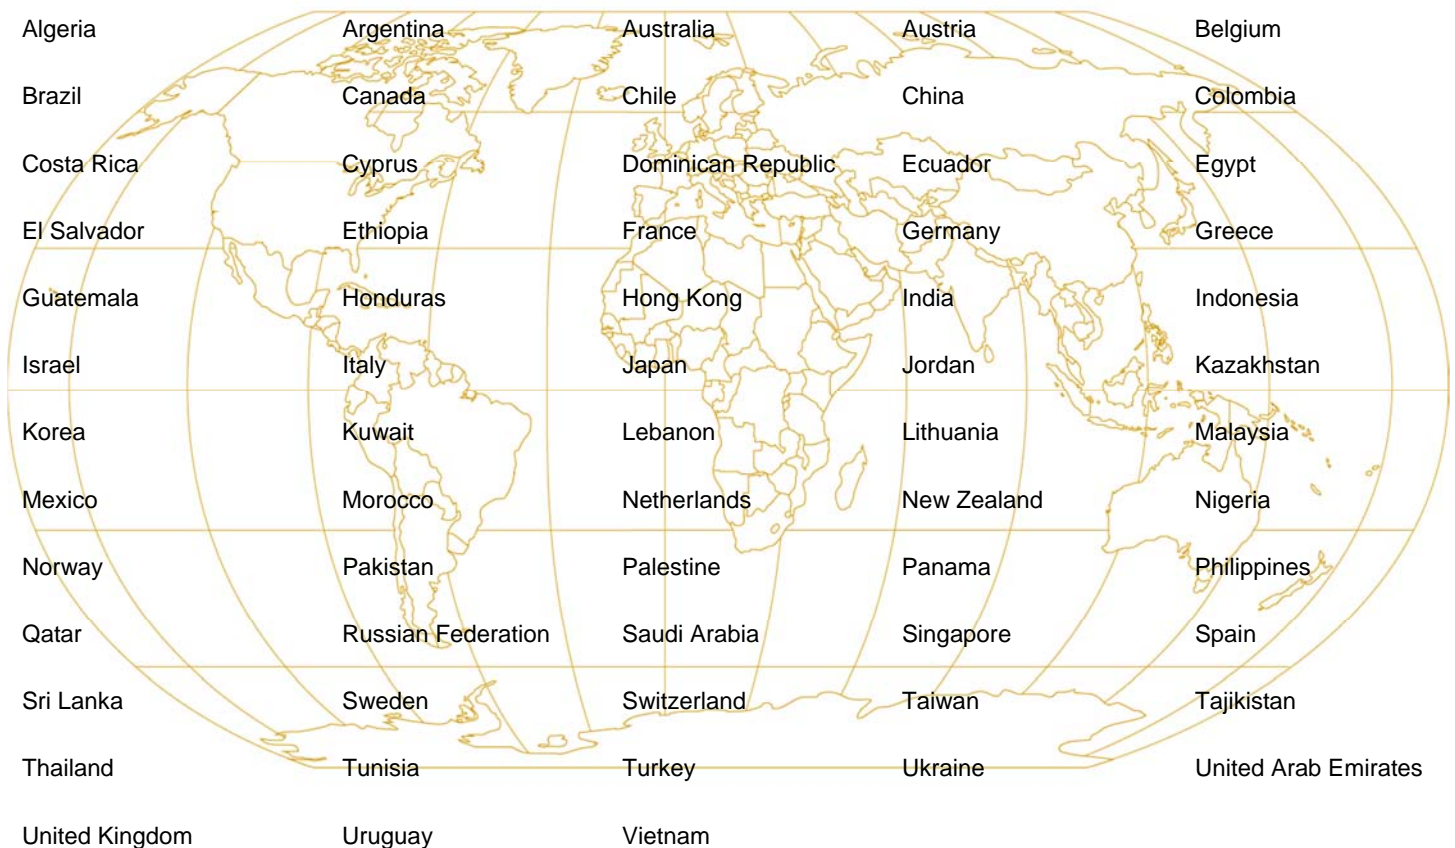 Algeria Argentina Australia Austria Belgium
Brazil Canada Chile China Colombia
Costa Rica Cyprus Dominican Republic Ecuador Egypt
El Salvador Ethiopia France Germany Greece
Guatemala Honduras Hong Kong India Indonesia
Israel Italy Japan Jordan Kazakhstan
Korea Kuwait Lebanon Lithuania Malaysia
Mexico Morocco Netherlands New Zealand Nigeria
Norway Pakistan Palestine Panama Philippines
Qatar Russian Federation Saudi Arabia Singapore Spain
Sri Lanka Sweden Switzerland Taiwan Tajikistan
Thailand Tunisia Turkey Ukraine United Arab Emirates
United Kingdom Uruguay Vietnam